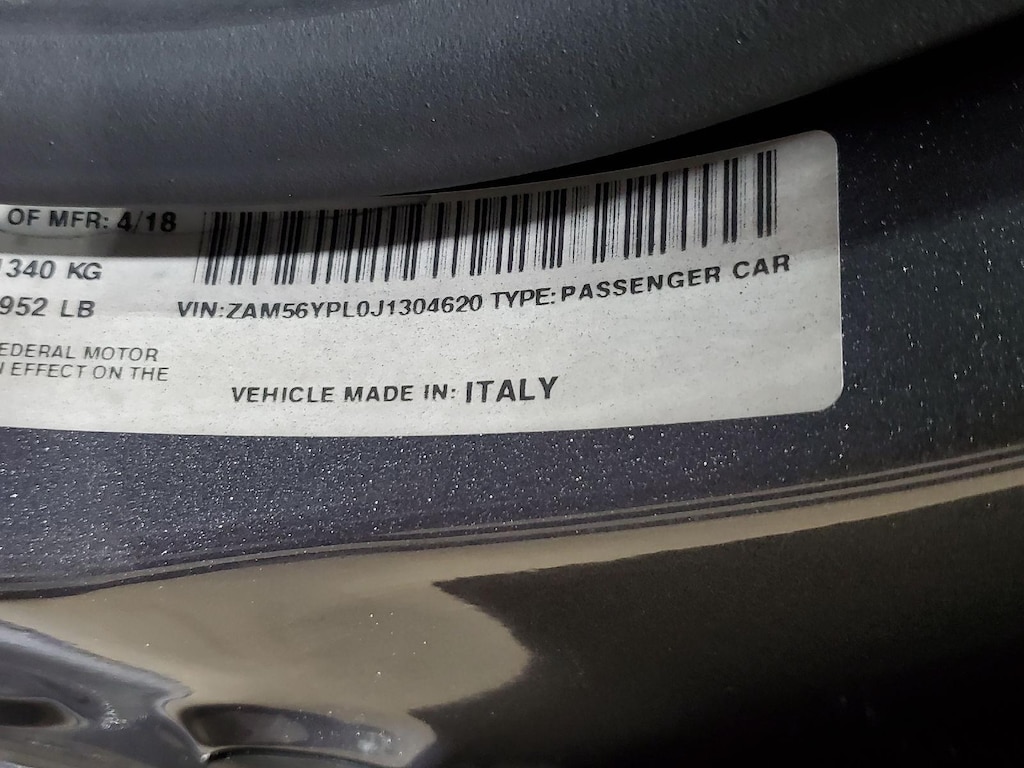 OF MFR: 4/18
1340 KG
952 LB
VIN:ZAM56YPL0J1304620 TYPE:PASSENGER CAR
EDERAL MOTOR
EFFECT ON THE
VEHICLE MADE IN: ITALY